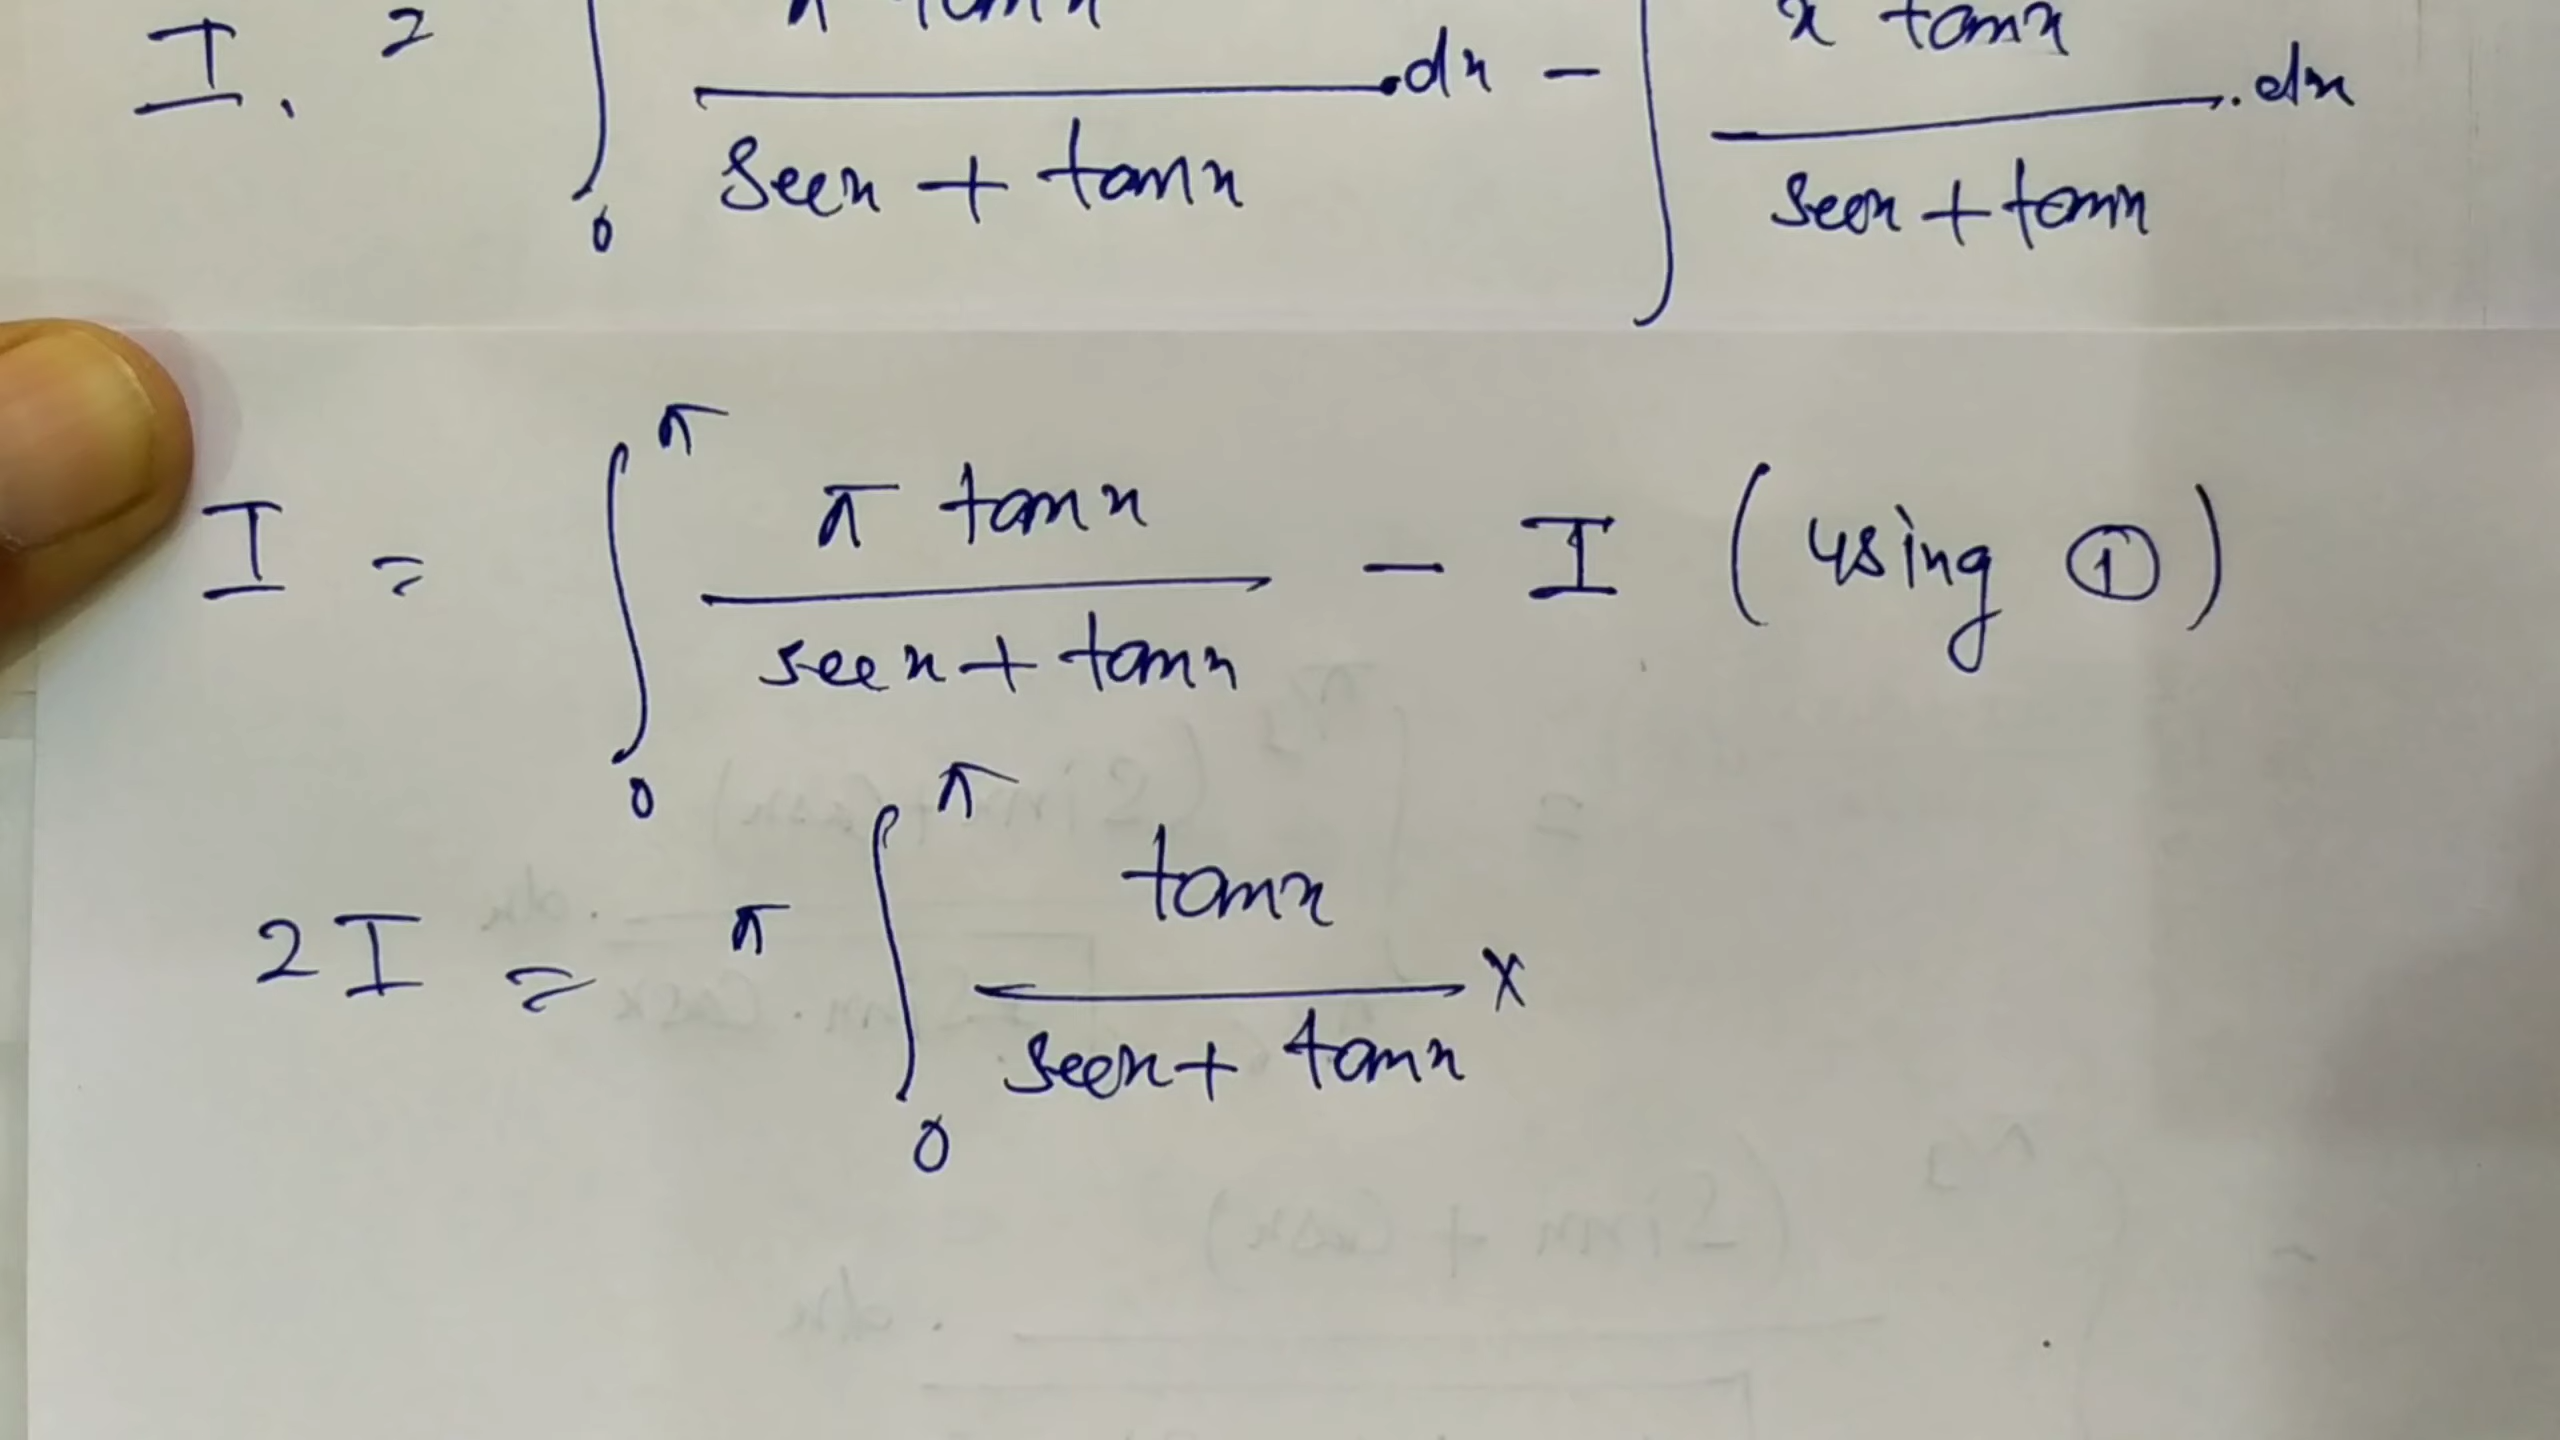 I = ∫₀ π tanx / secx + tanx .dx - ∫ x tanx / secx + tanx .dx
I = ∫₀^π π tanx / secx + tanx - I (using ①)
2I = π ∫₀^π tanx / secx + tanx ×